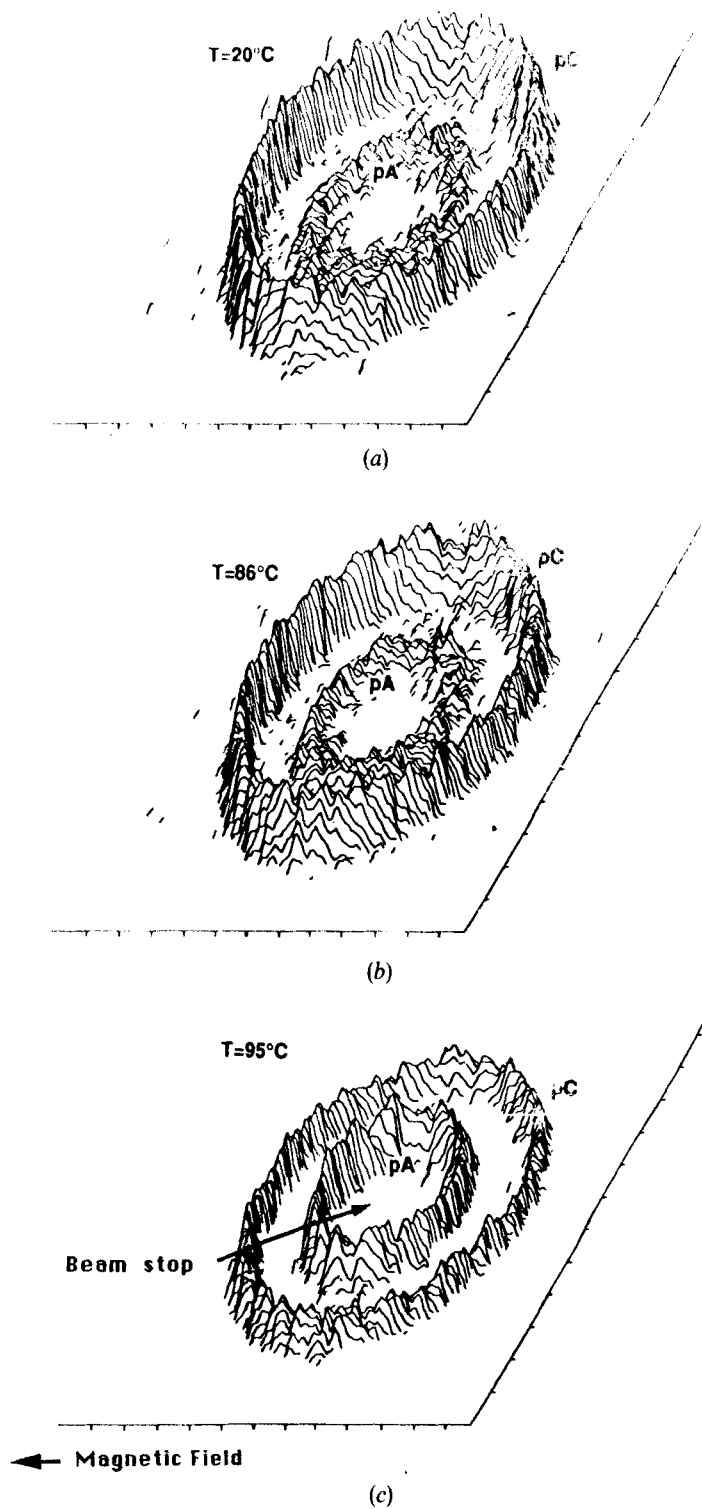 T=20°C
pC
pA
(a)
T=86°C
pC
pA
(b)
T=95°C
pC
pA
Beam stop
Magnetic Field
(c)